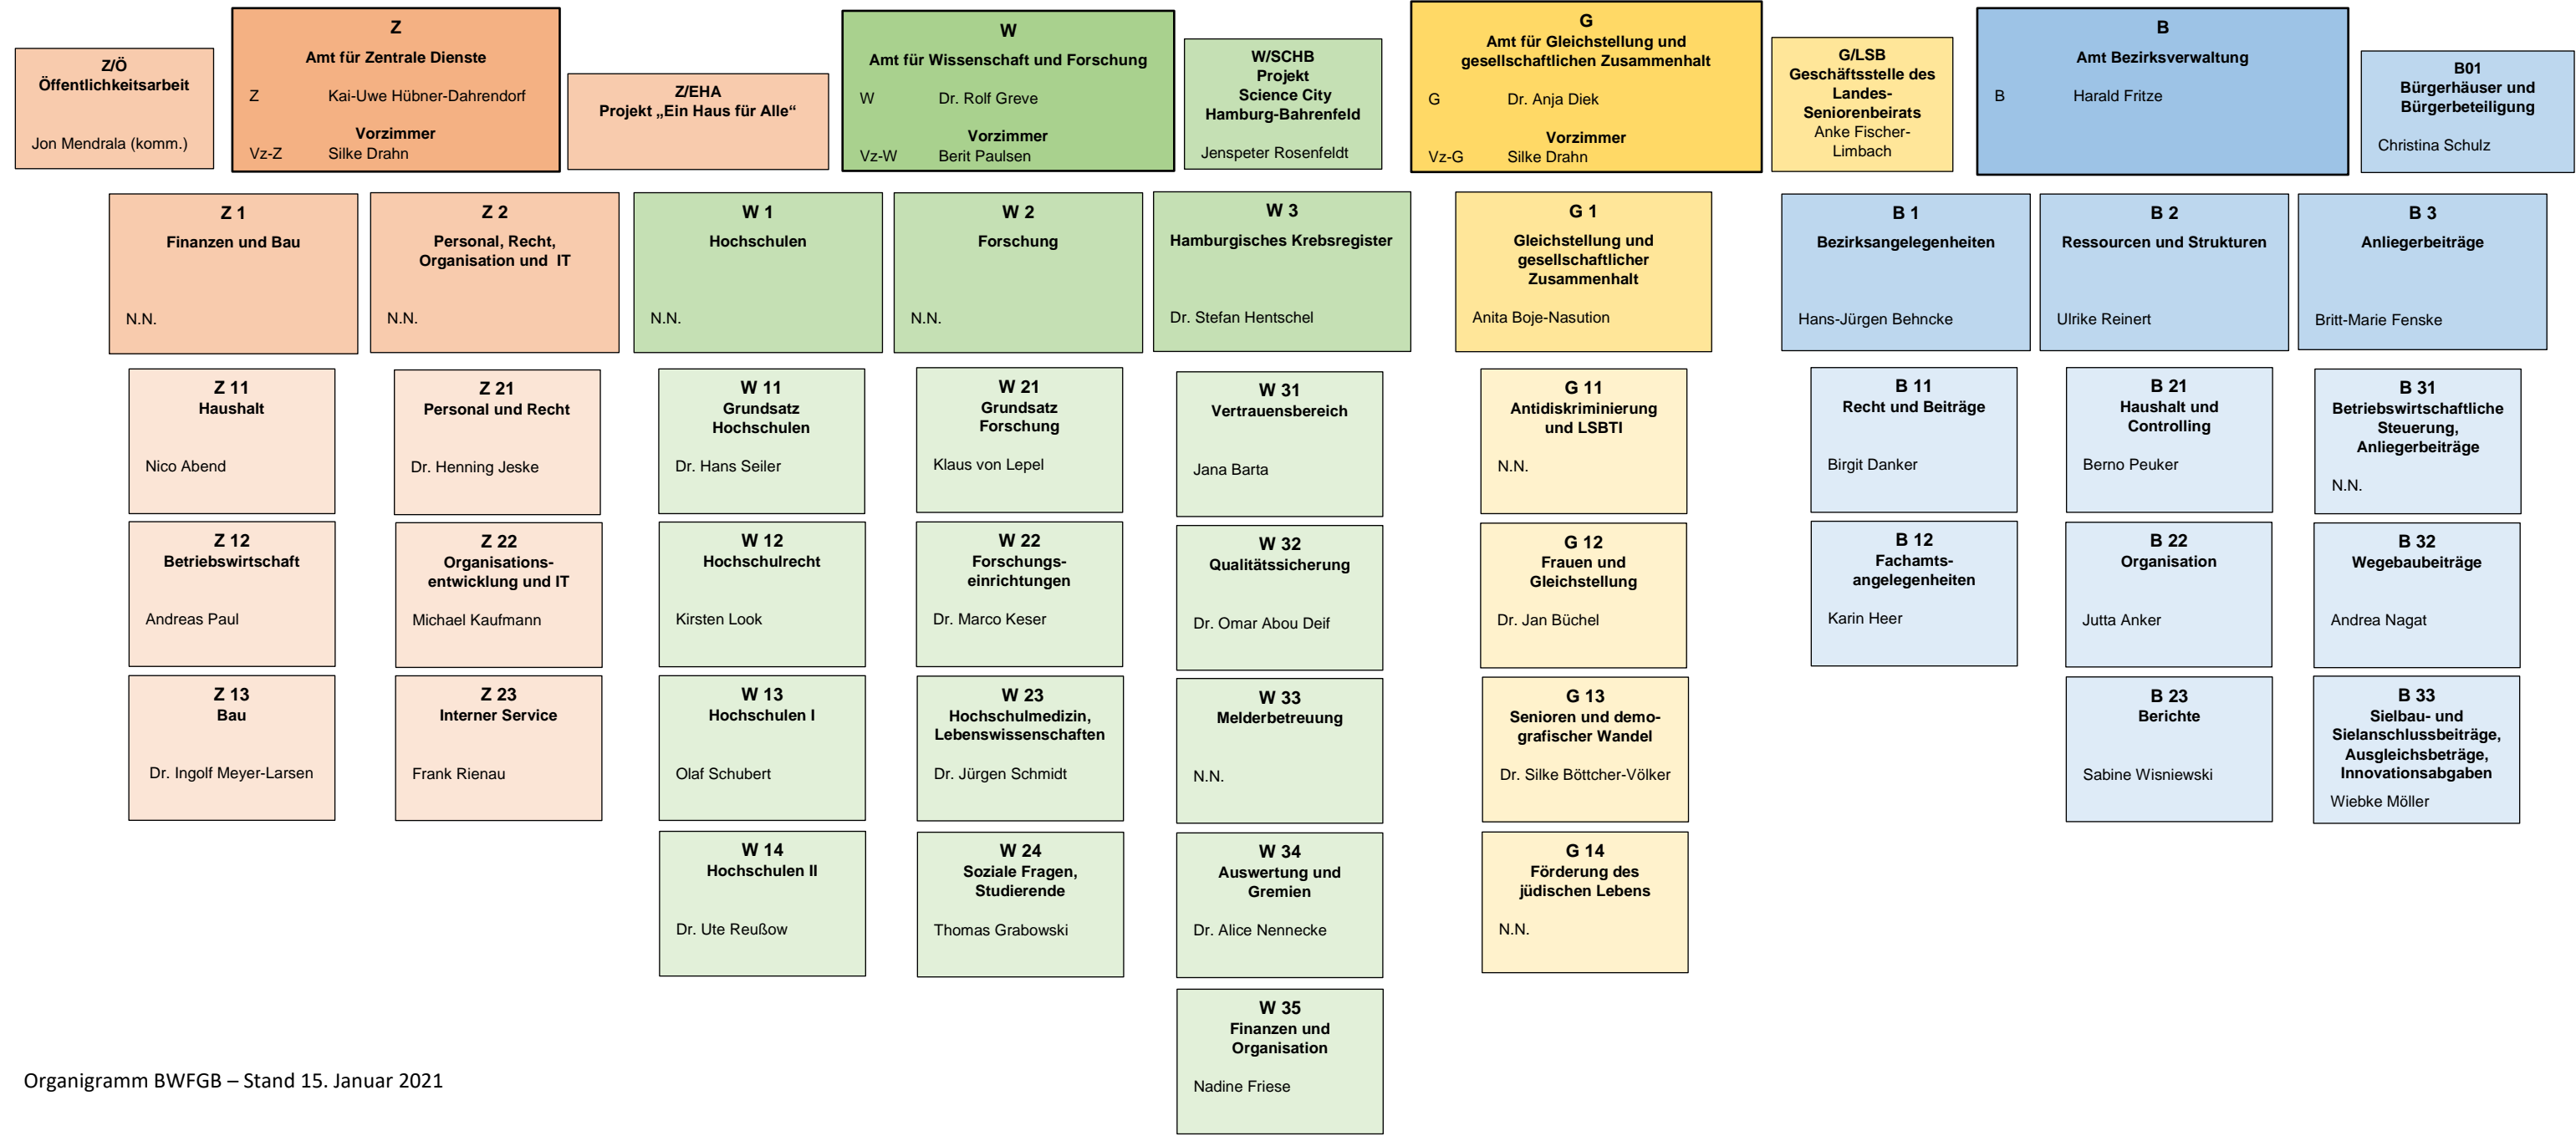 Z/Ö
Öffentlichkeitsarbeit
Jon Mendrala (komm.)
Z
Amt für Zentrale Dienste
Z Kai-Uwe Hübner-Dahrendorf
Vorzimmer
Vz-Z Silke Drahn
Z/EHA
Projekt „Ein Haus für Alle“
W
Amt für Wissenschaft und Forschung
W Dr. Rolf Greve
Vorzimmer
Vz-W Berit Paulsen
W/SCHB
Projekt
Science City
Hamburg-Bahrenfeld
Jenspeter Rosenfeldt
G
Amt für Gleichstellung und
gesellschaftlichen Zusammenhalt
G Dr. Anja Diek
Vorzimmer
Vz-G Silke Drahn
G/LSB
Geschäftsstelle des
Landes-
Seniorenbeirats
Anke Fischer-
Limbach
B
Amt Bezirksverwaltung
B Harald Fritze
B01
Bürgerhäuser und
Bürgerbeteiligung
Christina Schulz
Z 1
Finanzen und Bau
N.N.
Z 2
Personal, Recht,
Organisation und IT
N.N.
W 1
Hochschulen
N.N.
W 2
Forschung
N.N.
W 3
Hamburgisches Krebsregister
Dr. Stefan Hentschel
G 1
Gleichstellung und
gesellschaftlicher
Zusammenhalt
Anita Boje-Nasution
B 1
Bezirksangelegenheiten
Hans-Jürgen Behncke
B 2
Ressourcen und Strukturen
Ulrike Reinert
B 3
Anliegerbeiträge
Britt-Marie Fenske
Z 11
Haushalt
Nico Abend
Z 21
Personal und Recht
Dr. Henning Jeske
W 11
Grundsatz
Hochschulen
Dr. Hans Seiler
W 21
Grundsatz
Forschung
Klaus von Lepel
W 31
Vertrauensbereich
Jana Barta
G 11
Antidiskriminierung
und LSBTI
N.N.
B 11
Recht und Beiträge
Birgit Danker
B 21
Haushalt und
Controlling
Berno Peuker
B 31
Betriebswirtschaftliche
Steuerung,
Anliegerbeiträge
N.N.
Z 12
Betriebswirtschaft
Andreas Paul
Z 22
Organisations-
entwicklung und IT
Michael Kaufmann
W 12
Hochschulrecht
Kirsten Look
W 22
Forschungs-
einrichtungen
Dr. Marco Keser
W 32
Qualitätssicherung
Dr. Omar Abou Deif
G 12
Frauen und
Gleichstellung
Dr. Jan Büchel
B 12
Fachamts-
angelegenheiten
Karin Heer
B 22
Organisation
Jutta Anker
B 32
Wegebaubeiträge
Andrea Nagat
Z 13
Bau
Dr. Ingolf Meyer-Larsen
Z 23
Interner Service
Frank Rienau
W 13
Hochschulen I
Olaf Schubert
W 23
Hochschulmedizin,
Lebenswissenschaften
Dr. Jürgen Schmidt
W 33
Melderbetreuung
N.N.
G 13
Senioren und demo-
grafischer Wandel
Dr. Silke Böttcher-Völker
B 23
Berichte
Sabine Wisniewski
B 33
Sielbau- und
Sielanschlussbeiträge,
Ausgleichsbeträge,
Innovationsabgaben
Wiebke Möller
W 14
Hochschulen II
Dr. Ute Reußow
W 24
Soziale Fragen,
Studierende
Thomas Grabowski
W 34
Auswertung und
Gremien
Dr. Alice Nennecke
G 14
Förderung des
jüdischen Lebens
N.N.
W 35
Finanzen und
Organisation
Nadine Friese
Organigramm BWFGB – Stand 15. Januar 2021